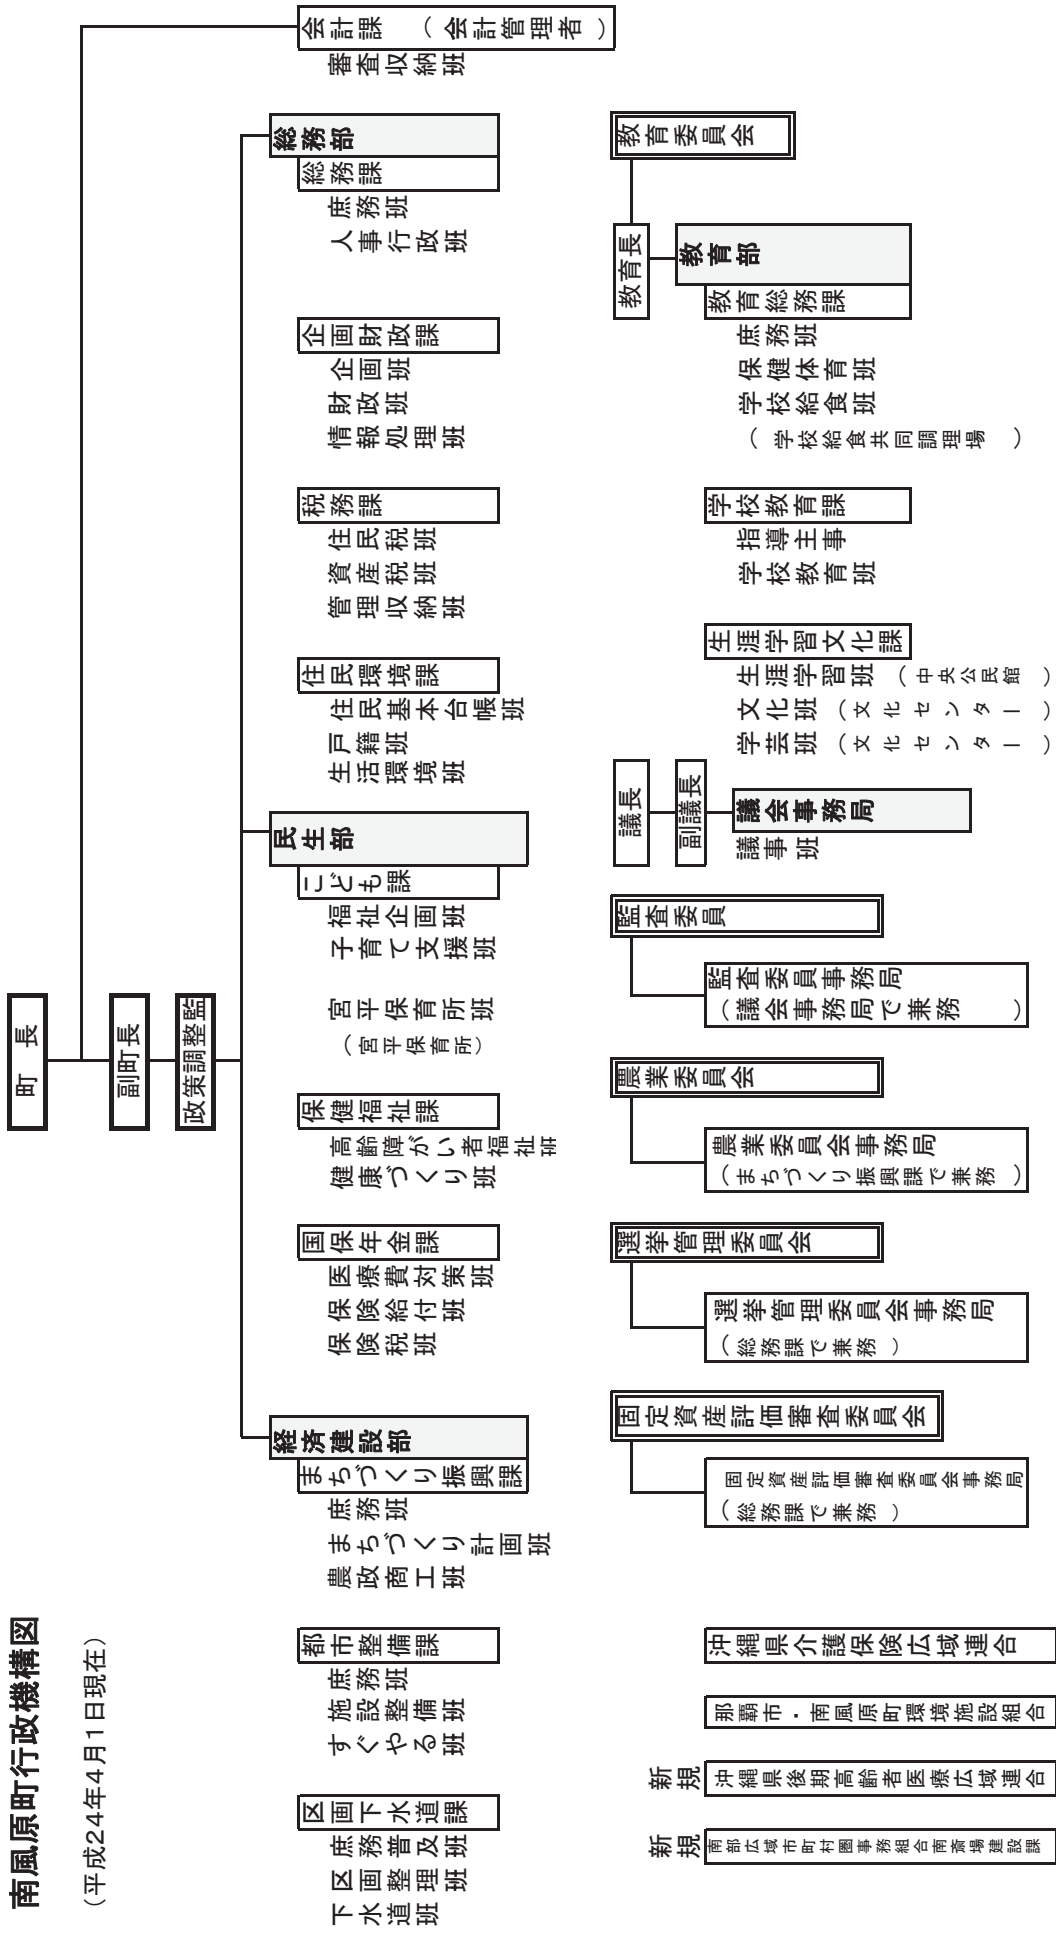 南風原町行政機構図
（平成24年4月1日現在）
町長
副町長
政策調整監
会計課　（会計管理者）
審査収納班
総務部
総務課
庶務班
人事行政班
企画財政課
企画班
財政班
情報処理班
税務課
住民税班
資産税班
管理収納班
住民環境課
住民基本台帳班
戸籍班
生活環境班
民生部
こども課
福祉企画班
子育て支援班
宮平保育所班
（宮平保育所）
保健福祉課
高齢障がい者福祉班
健康づくり班
国保年金課
医療費対策班
保険給付班
保険税班
経済建設部
まちづくり振興課
庶務班
まちづくり計画班
農政商工班
都市整備課
庶務班
施設整備班
すぐやる班
区画下水道課
庶務普及班
区画整理班
下水道班
教育委員会
教育長
教育部
教育総務課
庶務班
保健体育班
学校給食班
（学校給食共同調理場）
学校教育課
指導主事
学校教育班
生涯学習文化課
生涯学習班（中央公民館）
文化班（文化センター）
学芸班（文化センター）
議長
副議長
議会事務局
議事班
監査委員
監査委員事務局
（議会事務局で兼務）
農業委員会
農業委員会事務局
（まちづくり振興課で兼務）
選挙管理委員会
選挙管理委員会事務局
（総務課で兼務）
固定資産評価審査委員会
固定資産評価審査委員会事務局
（総務課で兼務）
沖縄県介護保険広域連合
那覇市・南風原町環境施設組合
新規 沖縄県後期高齢者医療広域連合
新規 南部広域市町村圏事務組合南斎場建設課